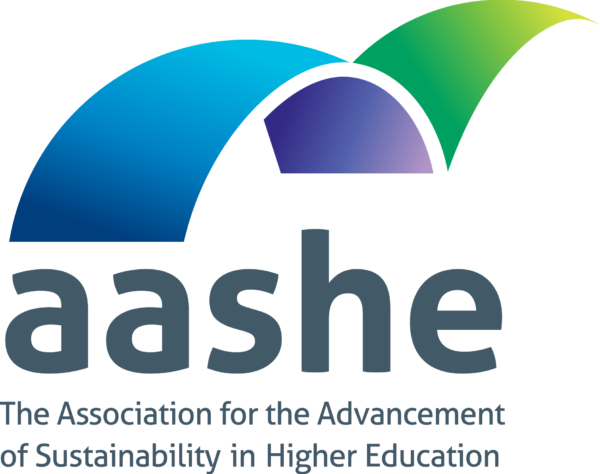 aashe
The Association for the Advancement
of Sustainability in Higher Education